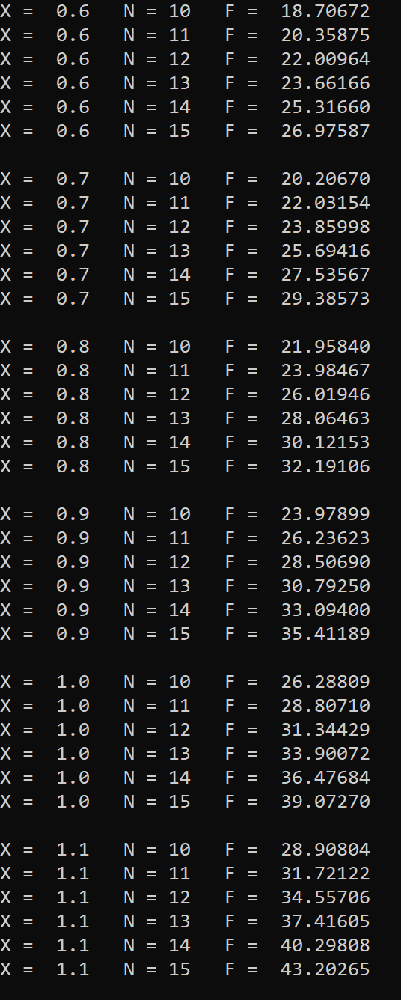 X =  0.6   N = 10   F =  18.70672
X =  0.6   N = 11   F =  20.35875
X =  0.6   N = 12   F =  22.00964
X =  0.6   N = 13   F =  23.66166
X =  0.6   N = 14   F =  25.31660
X =  0.6   N = 15   F =  26.97587

X =  0.7   N = 10   F =  20.20670
X =  0.7   N = 11   F =  22.03154
X =  0.7   N = 12   F =  23.85998
X =  0.7   N = 13   F =  25.69416
X =  0.7   N = 14   F =  27.53567
X =  0.7   N = 15   F =  29.38573

X =  0.8   N = 10   F =  21.95840
X =  0.8   N = 11   F =  23.98467
X =  0.8   N = 12   F =  26.01946
X =  0.8   N = 13   F =  28.06463
X =  0.8   N = 14   F =  30.12153
X =  0.8   N = 15   F =  32.19106

X =  0.9   N = 10   F =  23.97899
X =  0.9   N = 11   F =  26.23623
X =  0.9   N = 12   F =  28.50690
X =  0.9   N = 13   F =  30.79250
X =  0.9   N = 14   F =  33.09400
X =  0.9   N = 15   F =  35.41189

X =  1.0   N = 10   F =  26.28809
X =  1.0   N = 11   F =  28.80710
X =  1.0   N = 12   F =  31.34429
X =  1.0   N = 13   F =  33.90072
X =  1.0   N = 14   F =  36.47684
X =  1.0   N = 15   F =  39.07270

X =  1.1   N = 10   F =  28.90804
X =  1.1   N = 11   F =  31.72122
X =  1.1   N = 12   F =  34.55706
X =  1.1   N = 13   F =  37.41605
X =  1.1   N = 14   F =  40.29808
X =  1.1   N = 15   F =  43.20265